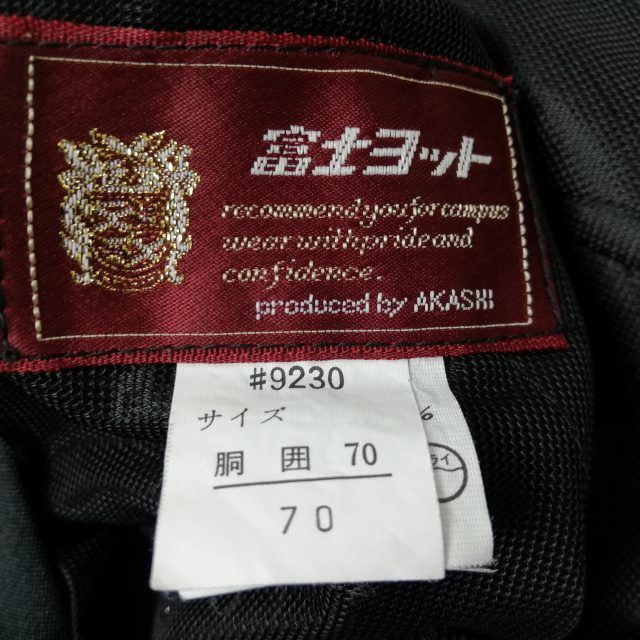 富士ヨット
recommend you for campus
wear with pride and
confidence.
produced by AKASHI
#9230
サイズ
胴囲 70
70